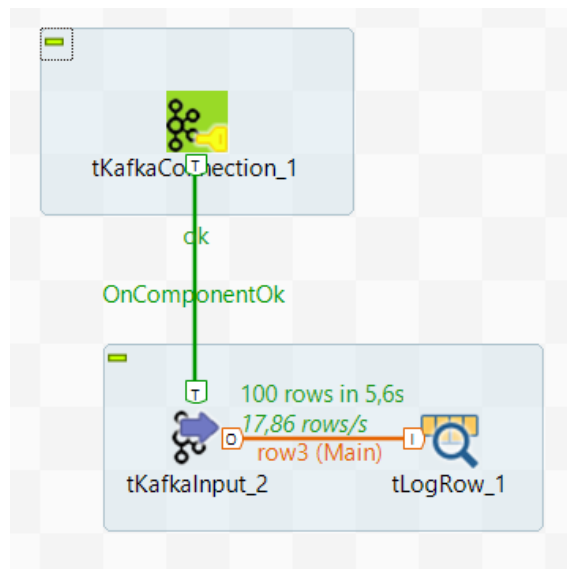 T
tKafkaConnection_1
ok
OnComponentOk
T
100 rows in 5,6s
17,86 rows/s
O
I
row3 (Main)
tKafkaInput_2
tLogRow_1